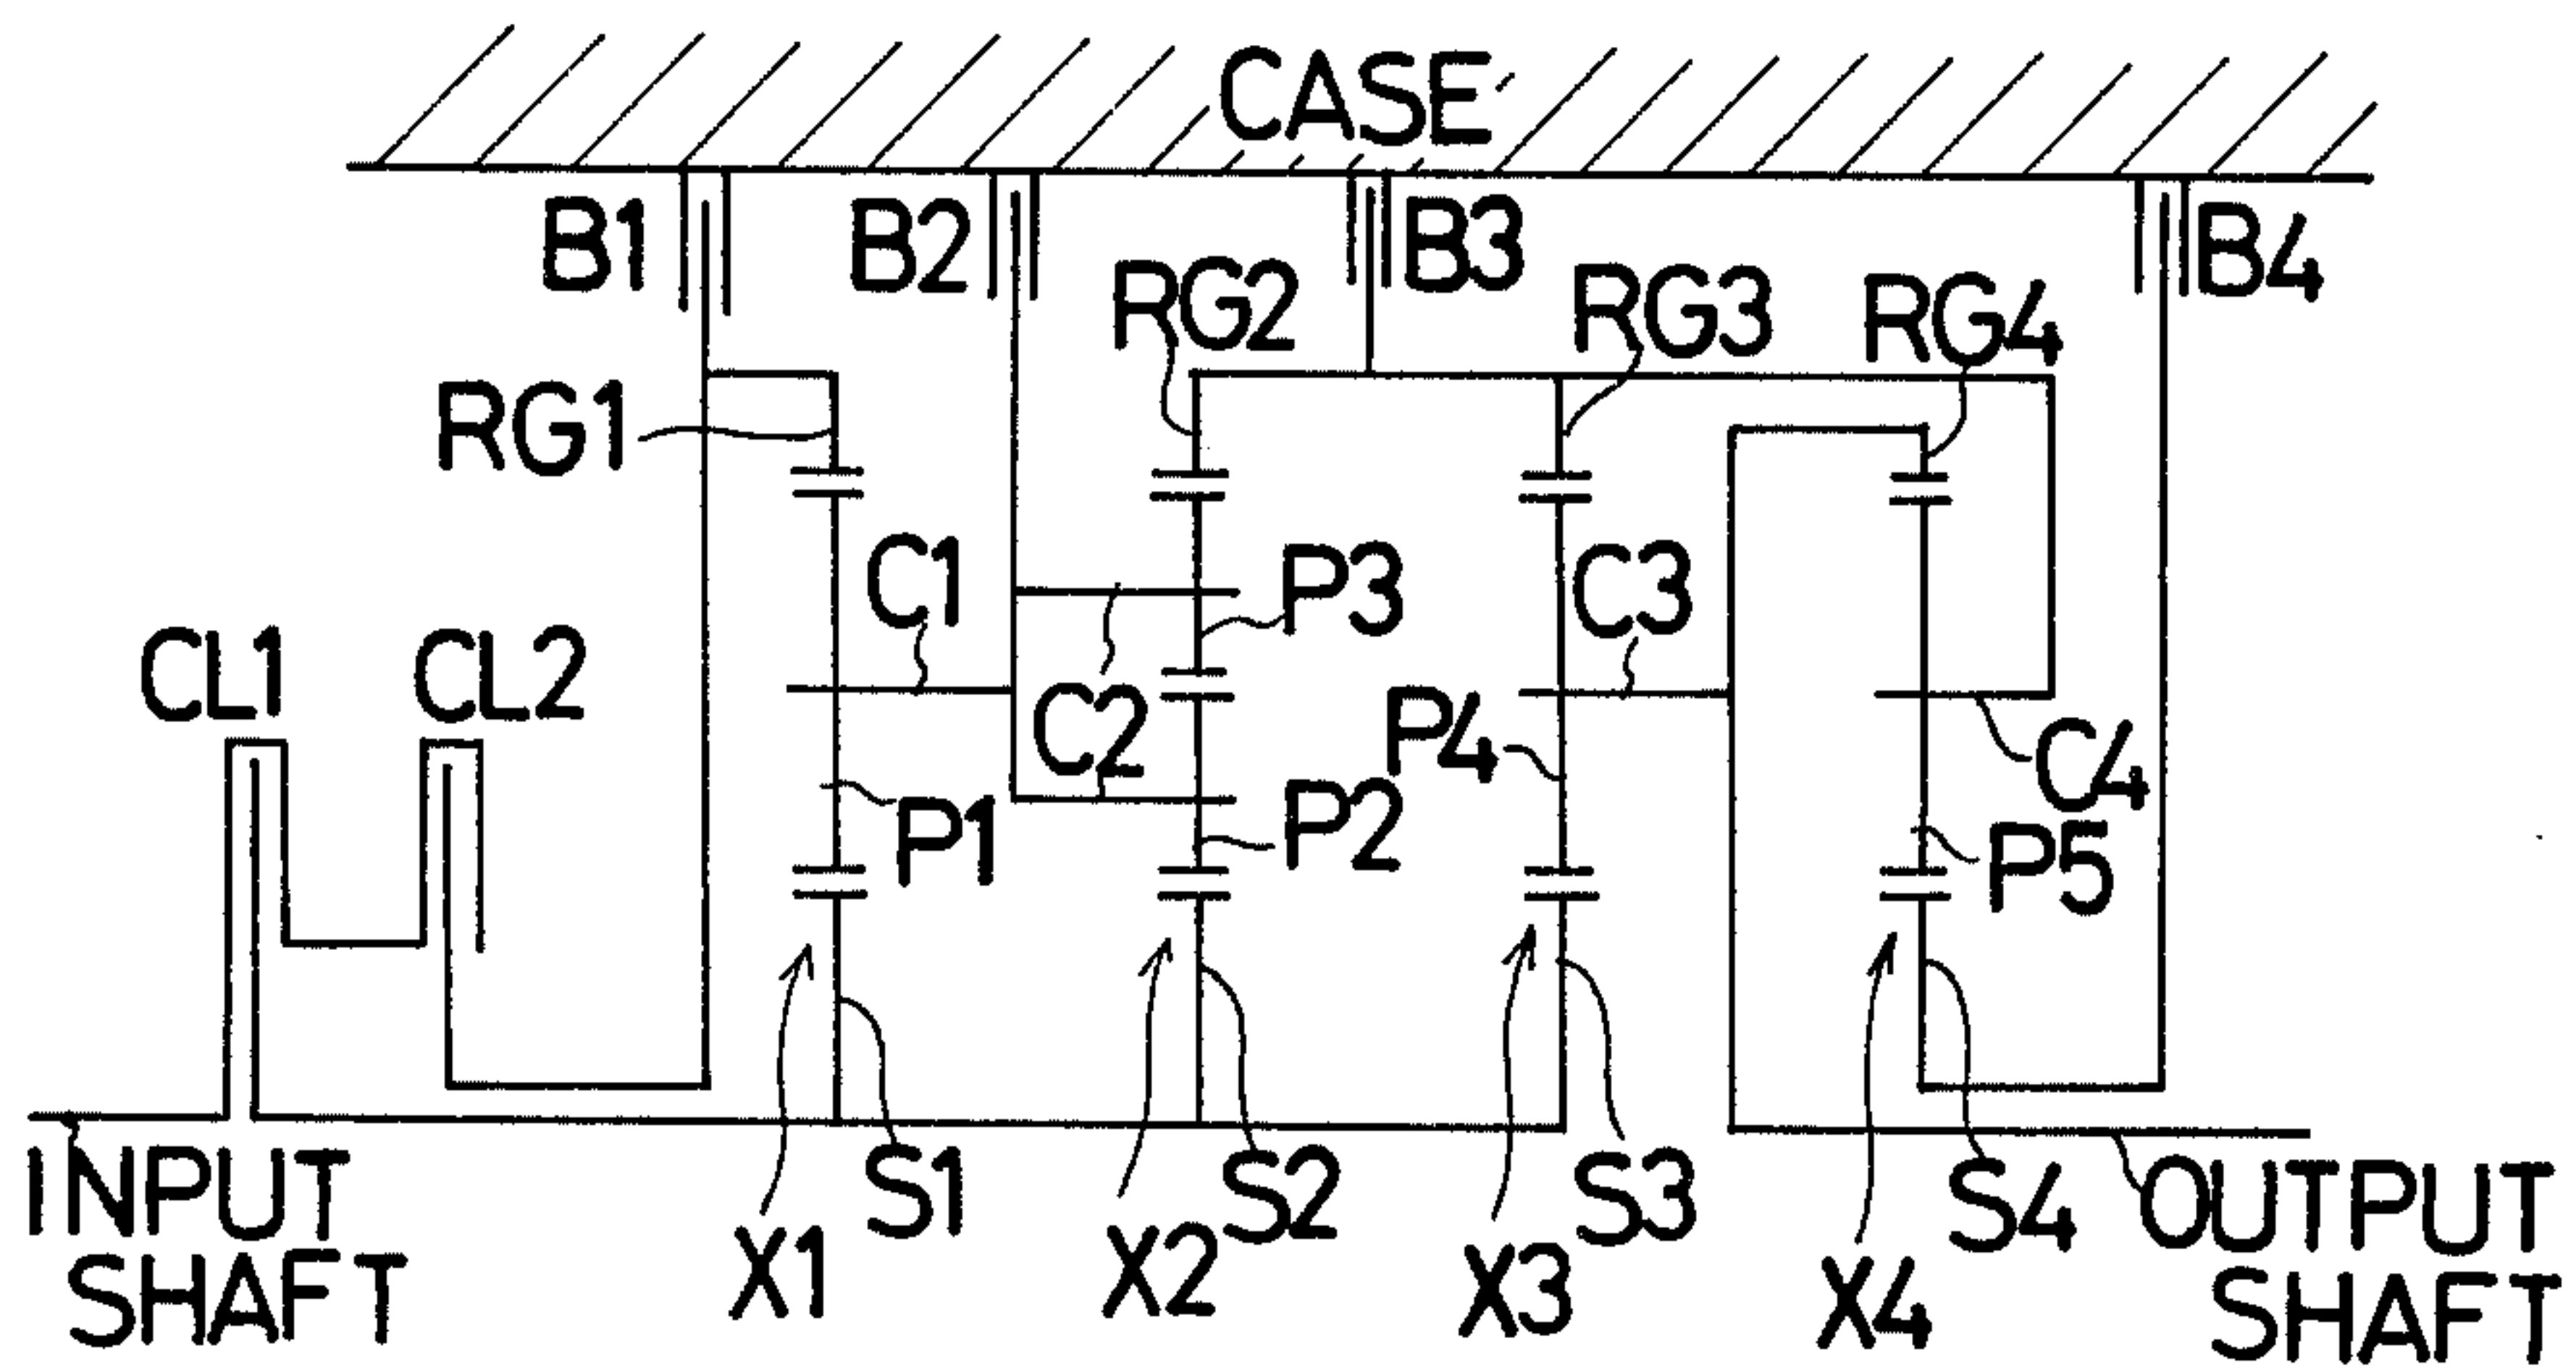 CASE
B1
B2
B3
B4
RG2
RG3
RG4
RG1
C1
P3
C3
CL1
CL2
C2
P4
C4
P1
P2
P5
INPUT
SHAFT
S1
S2
S3
S4
OUTPUT
SHAFT
X1
X2
X3
X4